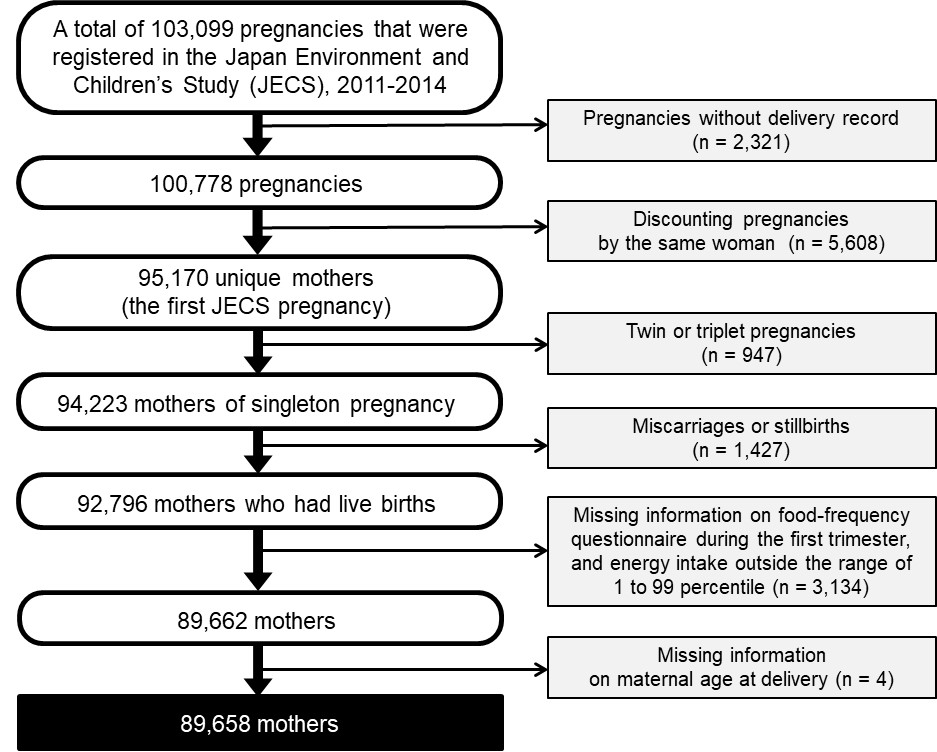 A total of 103,099 pregnancies that were
registered in the Japan Environment and
Children's Study (JECS), 2011-2014
Pregnancies without delivery record
(n = 2,321)
100,778 pregnancies
Discounting pregnancies
by the same woman (n = 5,608)
95,170 unique mothers
(the first JECS pregnancy)
Twin or triplet pregnancies
(n = 947)
94,223 mothers of singleton pregnancy
Miscarriages or stillbirths
(n = 1,427)
92,796 mothers who had live births
Missing information on food-frequency
questionnaire during the first trimester,
and energy intake outside the range of
1 to 99 percentile (n = 3,134)
89,662 mothers
Missing information
on maternal age at delivery (n = 4)
89,658 mothers